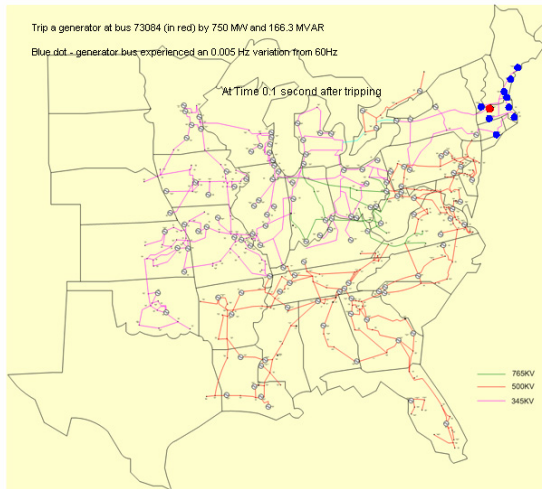 Trip a generator at bus 73084 (in red) by 750 MW and 166.3 MVAR
Blue dot - generator bus experienced an 0.005 Hz variation from 60Hz
At Time 0.1 second after tripping
765KV
500KV
345KV